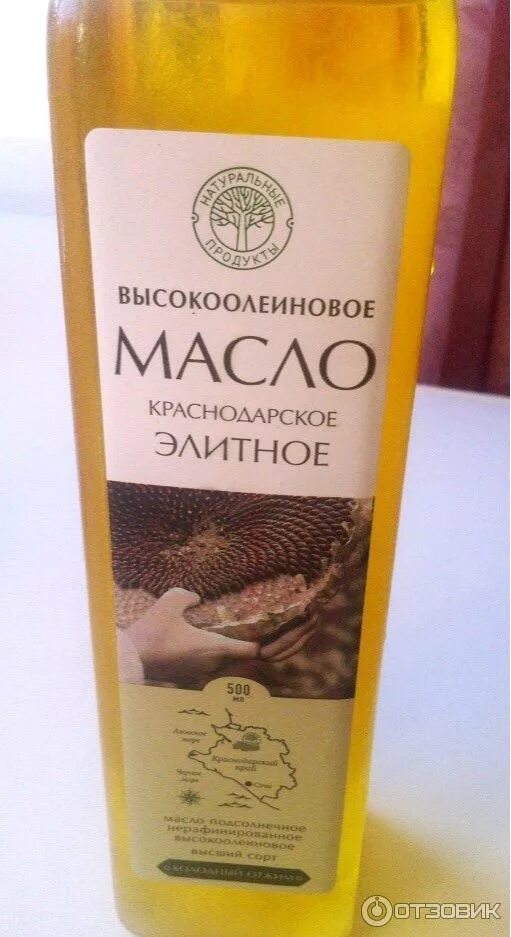 НАТУРАЛЬНЫЕ
ПРОДУКТЫ
ВЫСОКООЛЕИНОВОЕ
МАСЛО
КРАСНОДАРСКОЕ
ЭЛИТНОЕ
500
мл
Азовское
море
Краснодарский
край
Черное
море
Сочи
масло подсолнечное
нерафинированное
высокоолеиновое
высший сорт
«ХОЛОДНЫЙ ОТЖИМ»
ОТЗОВИК